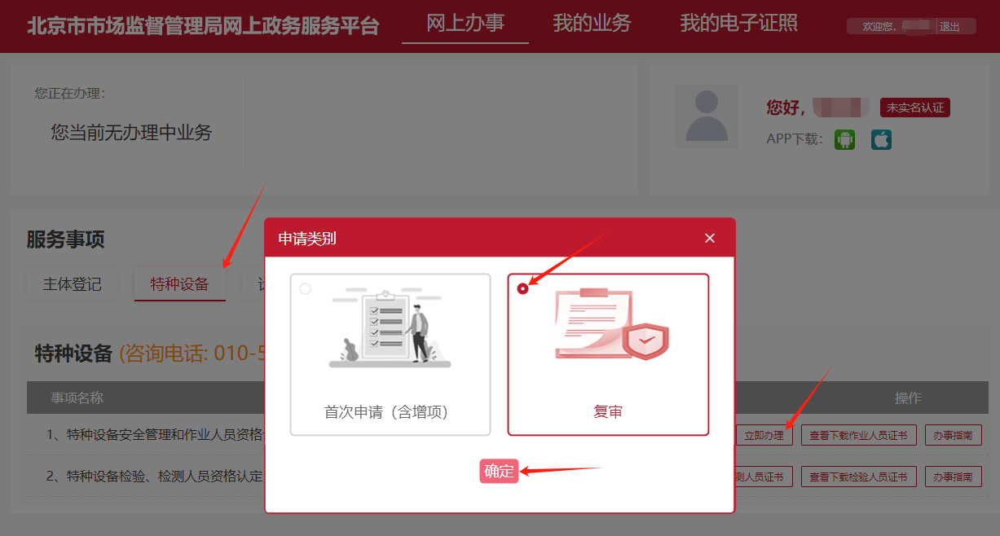 北京市市场监督管理局网上政务服务平台
网上办事
我的业务
我的电子证照
欢迎您,
退出
您正在办理:
您当前无办理中业务
您好,
未实名认证
APP下载:
服务事项
主体登记
特种设备
申请类别
首次申请（含增项）
复审
确定
特种设备 (咨询电话: 010-5
事项名称
操作
1、特种设备安全管理和作业人员资格
立即办理
查看下载作业人员证书
办事指南
2、特种设备检验、检测人员资格认定
测人员证书
查看下载检验人员证书
办事指南